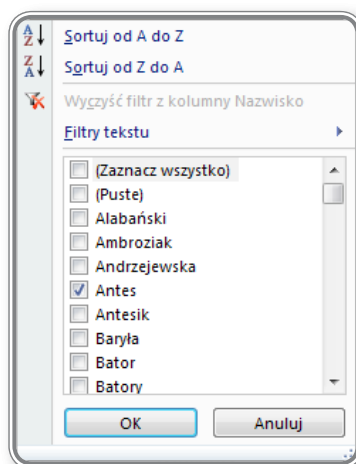 Sortuj od A do Z
Sortuj od Z do A
Wyczyść filtr z kolumny Nazwisko
Filtry tekstu
(Zaznacz wszystko)
(Puste)
Alabański
Ambroziak
Andrzejewska
Antes
Antesik
Baryła
Bator
Batory
OK Anuluj